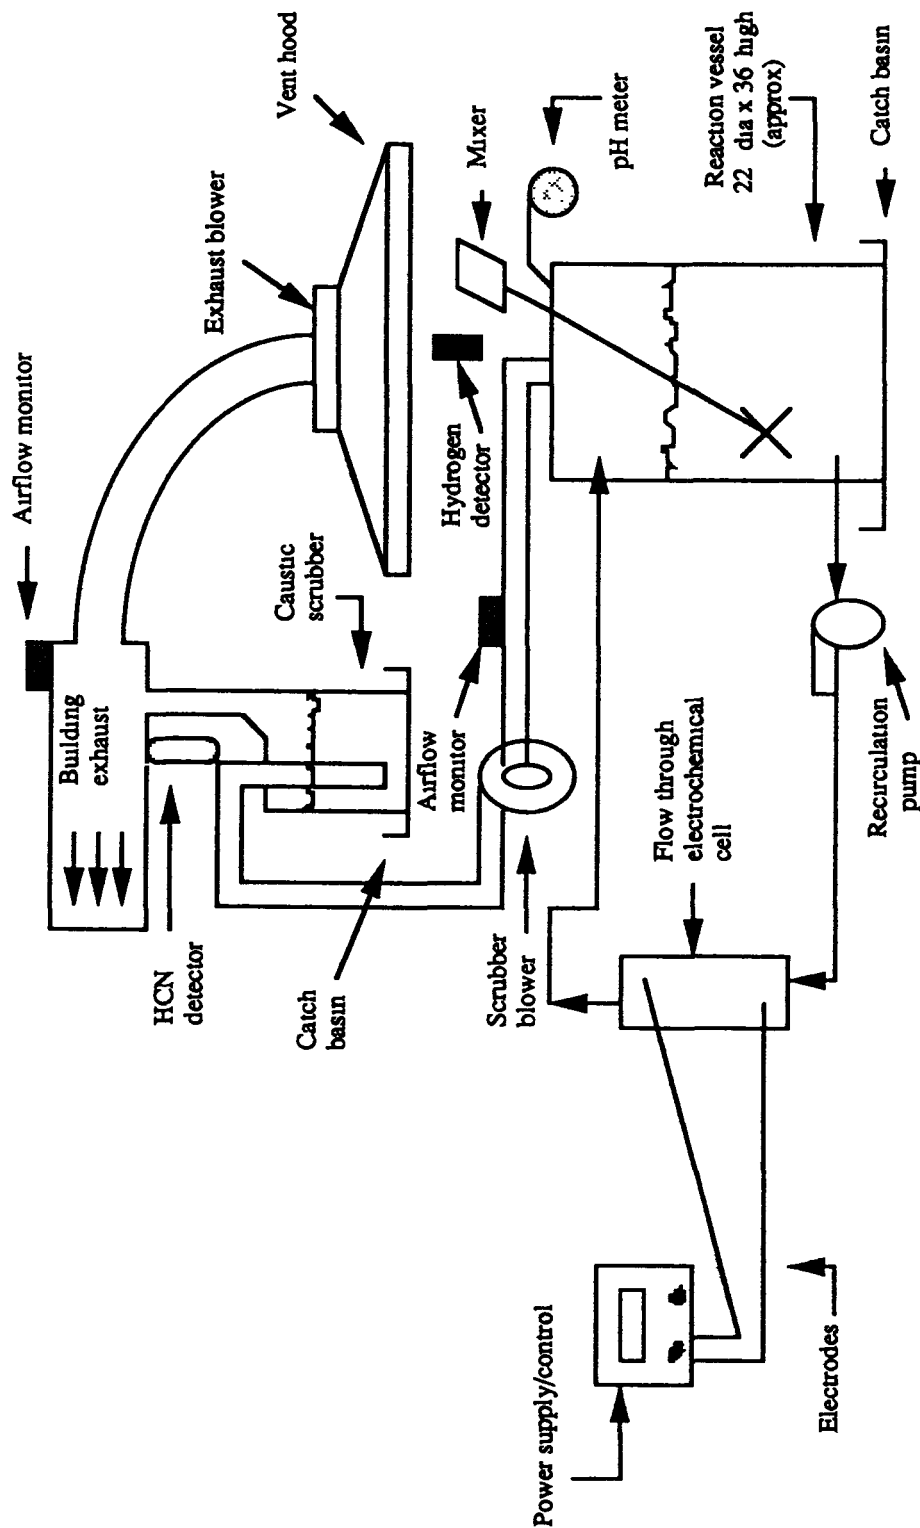 Airflow monitor
Building
exhaust
Exhaust blower
Vent hood
HCN
detector
Caustic
scrubber
Catch
basin
Airflow
monitor
Hydrogen
detector
Mixer
pH meter
Scrubber
blower
Reaction vessel
22 dia x 36 high
(approx)
Flow through
electrochemical
cell
Catch basin
Power supply/control
Recirculation
pump
Electrodes